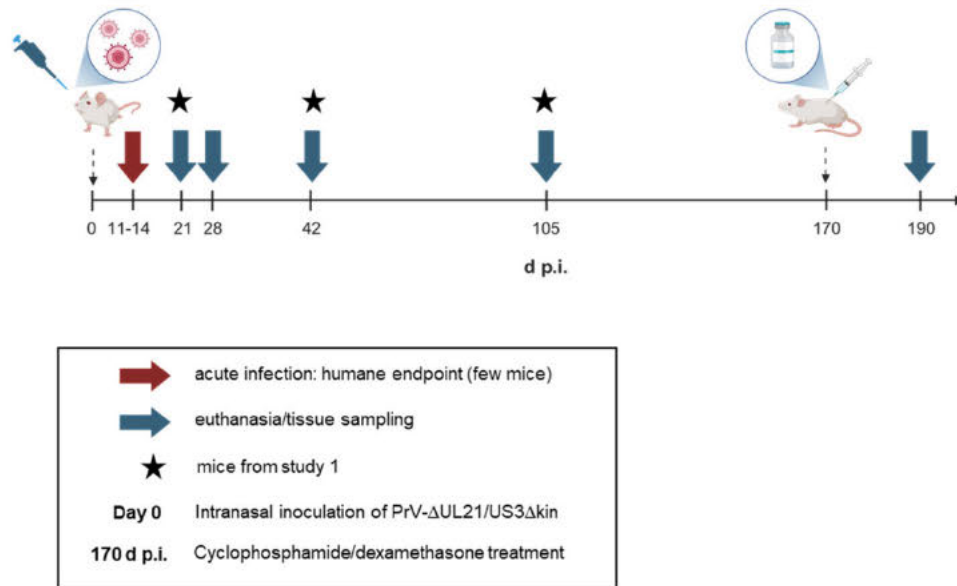 0 11-14 21 28 42 105 170 190
d p.i.
acute infection: humane endpoint (few mice)
euthanasia/tissue sampling
mice from study 1
Day 0 Intranasal inoculation of PrV-ΔUL21/US3Δkin
170 d p.i. Cyclophosphamide/dexamethasone treatment